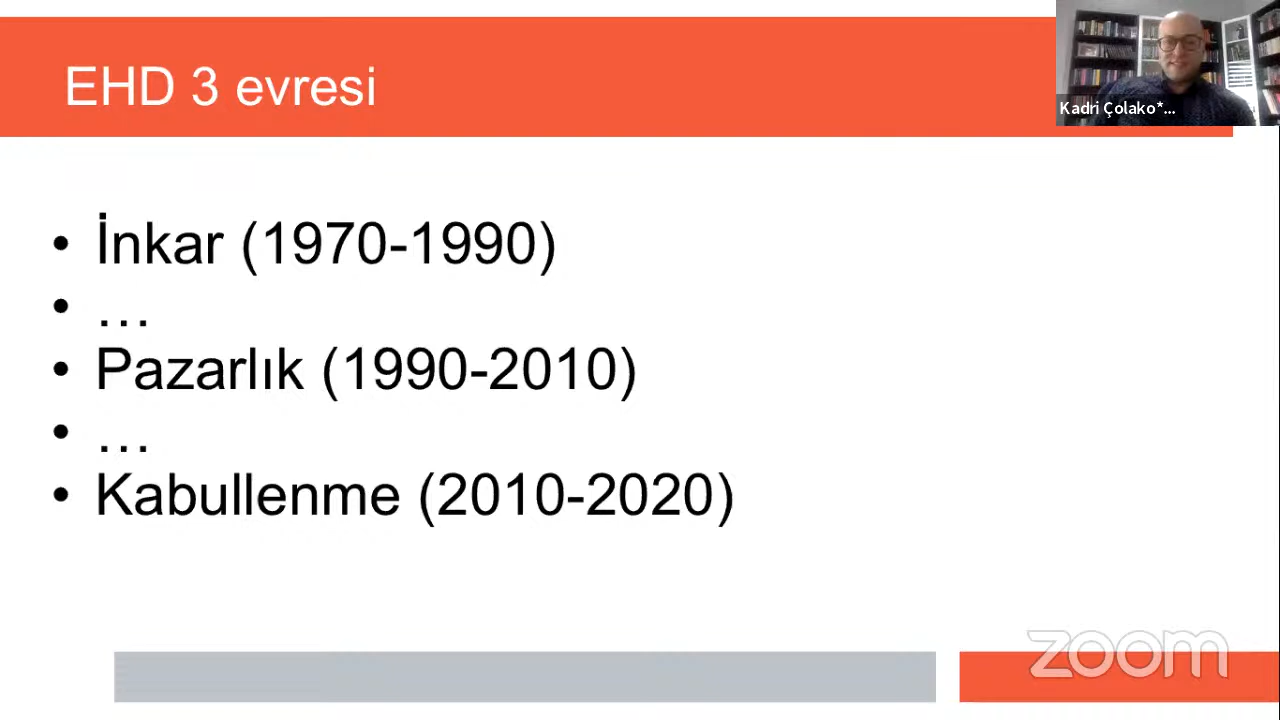 EHD 3 evresi
Kadri Çolako*...
• İnkar (1970-1990)
• …
• Pazarlık (1990-2010)
• …
• Kabullenme (2010-2020)
zoom